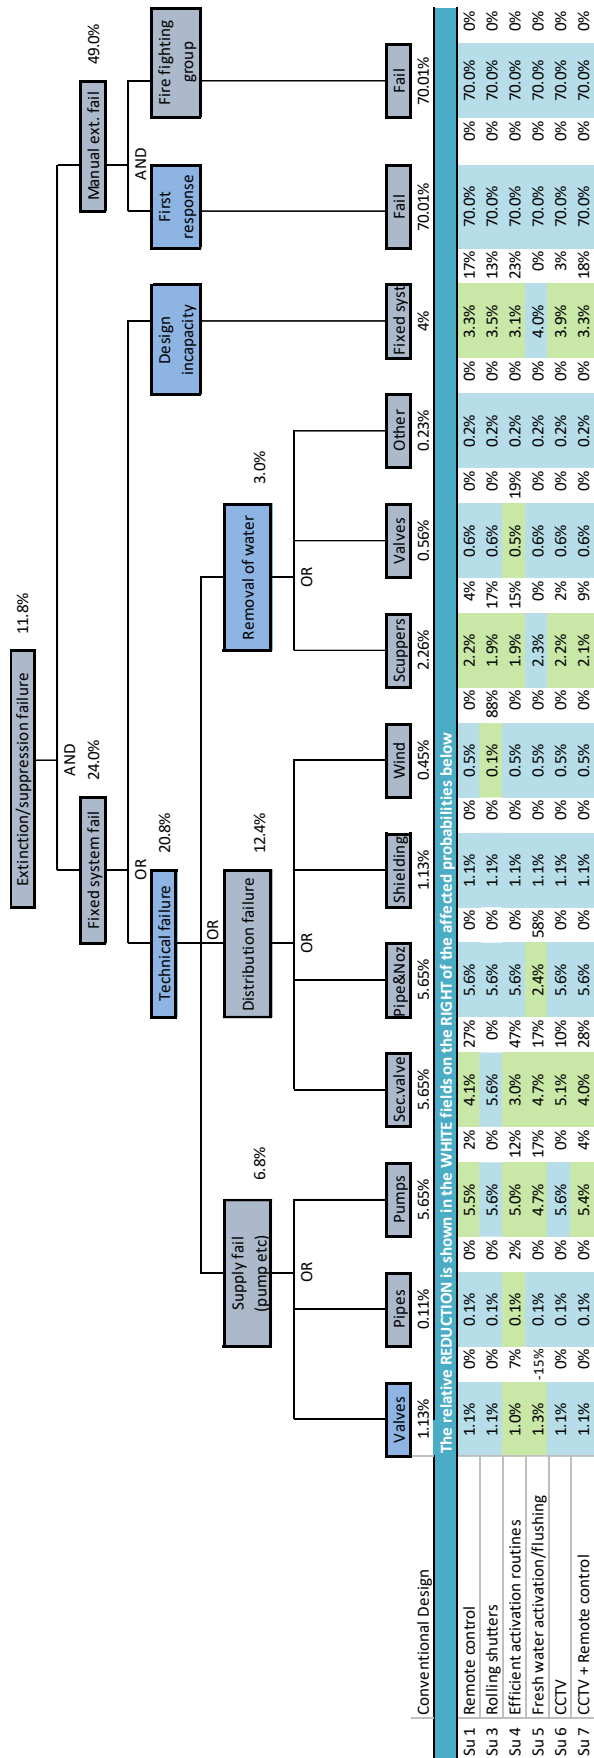 Extinction/suppression failure
11.8%
AND
Fixed system fail
24.0%
Manual ext. fail
49.0%
OR
AND
Technical failure
20.8%
Design
incapacity
First
response
Fire fighting
group
OR
Supply fail
(pump etc)
6.8%
Distribution failure
12.4%
Removal of water
3.0%
OR
OR
OR
Valves Pipes Pumps Sec.valve Pipe&Noz Shielding Wind Scuppers Valves Other Fixed syst Fail Fail
Conventional Design 1.13% 0.11% 5.65% 5.65% 5.65% 1.13% 0.45% 2.26% 0.56% 0.23% 4% 70.01% 70.01%
The relative REDUCTION is shown in the WHITE fields on the RIGHT of the affected probabilities below
Su 1 Remote control 1.1% 0% 0.1% 0% 5.5% 2% 4.1% 27% 5.6% 0% 1.1% 0% 0.5% 0% 2.2% 4% 0.6% 0% 0.2% 0% 3.3% 17% 70.0% 0% 70.0% 0%
Su 3 Rolling shutters 1.1% 0% 0.1% 0% 5.6% 0% 5.6% 0% 5.6% 0% 1.1% 0% 0.1% 88% 1.9% 17% 0.6% 0% 0.2% 0% 3.5% 13% 70.0% 0% 70.0% 0%
Su 4 Efficient activation routines 1.0% 7% 0.1% 2% 5.0% 12% 3.0% 47% 5.6% 0% 1.1% 0% 0.5% 0% 1.9% 15% 0.5% 19% 0.2% 0% 3.1% 23% 70.0% 0% 70.0% 0%
Su 5 Fresh water activation/flushing 1.3% -15% 0.1% 0% 4.7% 17% 4.7% 17% 2.4% 58% 1.1% 0% 0.5% 0% 2.3% 0% 0.6% 0% 0.2% 0% 4.0% 0% 70.0% 0% 70.0% 0%
Su 6 CCTV 1.1% 0% 0.1% 0% 5.6% 0% 5.1% 10% 5.6% 0% 1.1% 0% 0.5% 0% 2.2% 2% 0.6% 0% 0.2% 0% 3.9% 3% 70.0% 0% 70.0% 0%
Su 7 CCTV + Remote control 1.1% 0% 0.1% 0% 5.4% 4% 4.0% 28% 5.6% 0% 1.1% 0% 0.5% 0% 2.1% 9% 0.6% 0% 0.2% 0% 3.3% 18% 70.0% 0% 70.0% 0%